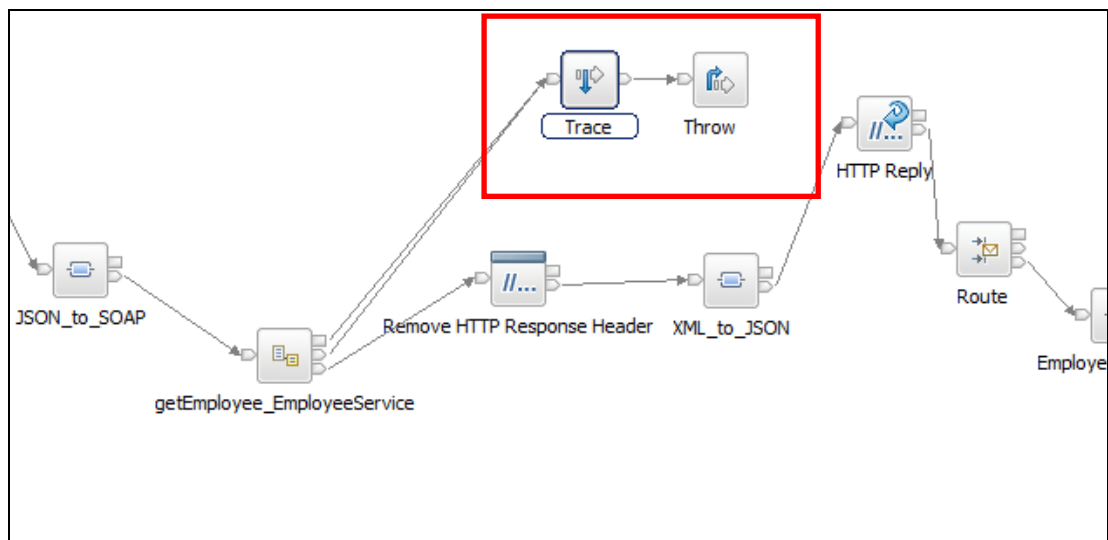 Trace
Throw
HTTP Reply
JSON_to_SOAP
Remove HTTP Response Header
XML_to_JSON
Route
getEmployee_EmployeeService
Employe